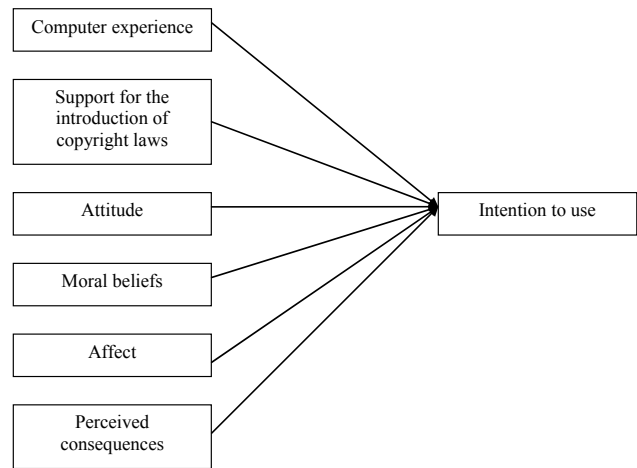 Computer experience
Support for the
introduction of
copyright laws
Attitude
Intention to use
Moral beliefs
Affect
Perceived
consequences